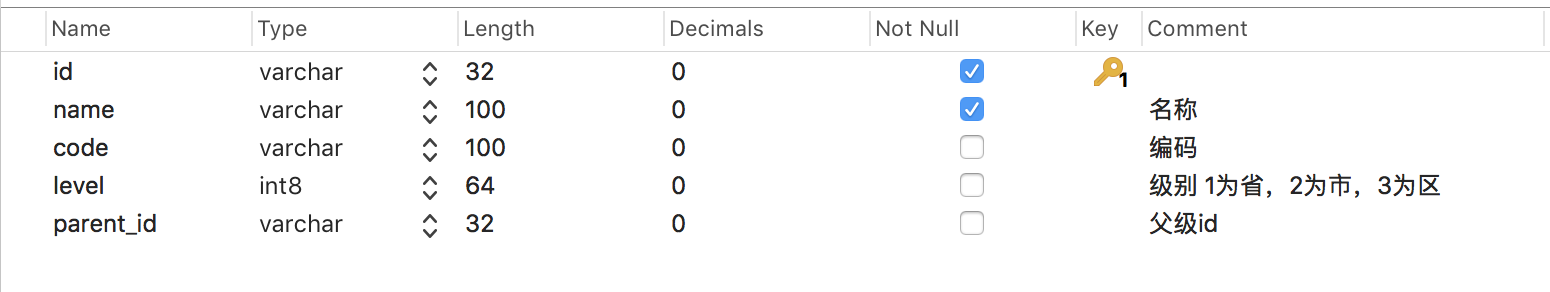 Name Type Length Decimals Not Null Key Comment
id varchar 32 0 1
name varchar 100 0 名称
code varchar 100 0 编码
level int8 64 0 级别 1为省，2为市，3为区
parent_id varchar 32 0 父级id